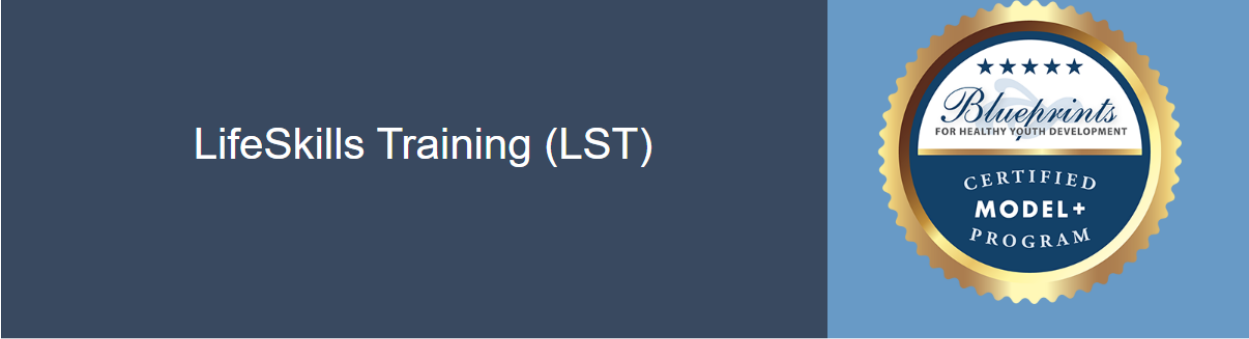 LifeSkills Training (LST)
Blueprints
FOR HEALTHY YOUTH DEVELOPMENT
CERTIFIED
MODEL+
PROGRAM